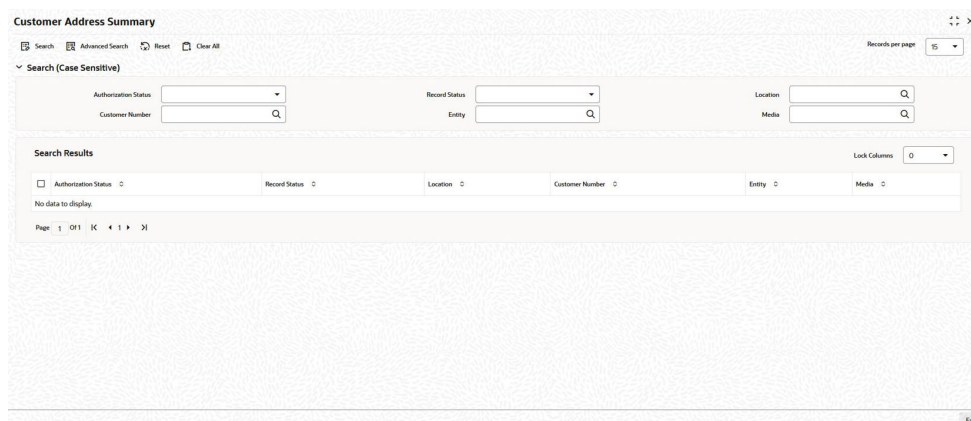 Customer Address Summary
Search Advanced Search Reset Clear All Records per page 15
Search (Case Sensitive)
Authorization Status Record Status Location
Customer Number Entity Media
Search Results Lock Columns 0
Authorization Status Record Status Location Customer Number Entity Media
No data to display.
Page 1 Of 1 1